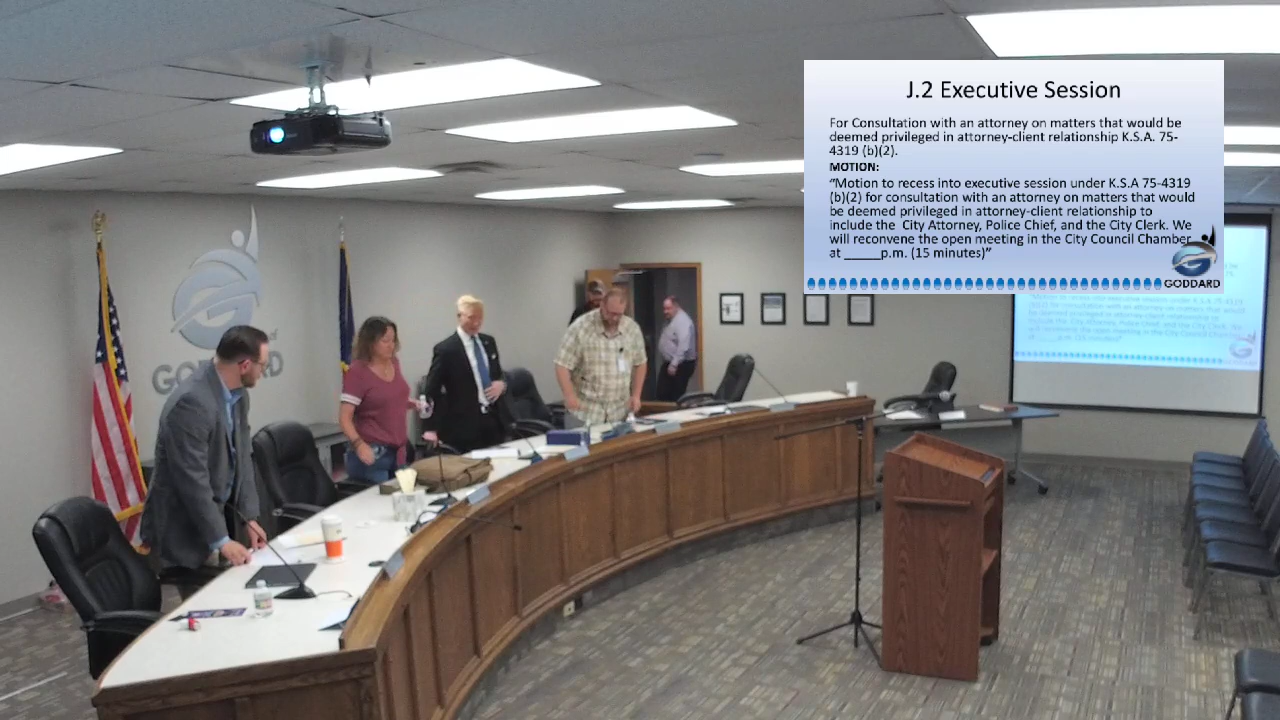 J.2 Executive Session
For Consultation with an attorney on matters that would be
deemed privileged in attorney-client relationship K.S.A. 75-
4319 (b)(2).
MOTION:
“Motion to recess into executive session under K.S.A 75-4319
(b)(2) for consultation with an attorney on matters that would
be deemed privileged in attorney-client relationship to
include the City Attorney, Police Chief, and the City Clerk. We
will reconvene the open meeting in the City Council Chamber
at _____p.m. (15 minutes)”
GODDARD
of
GODDARD